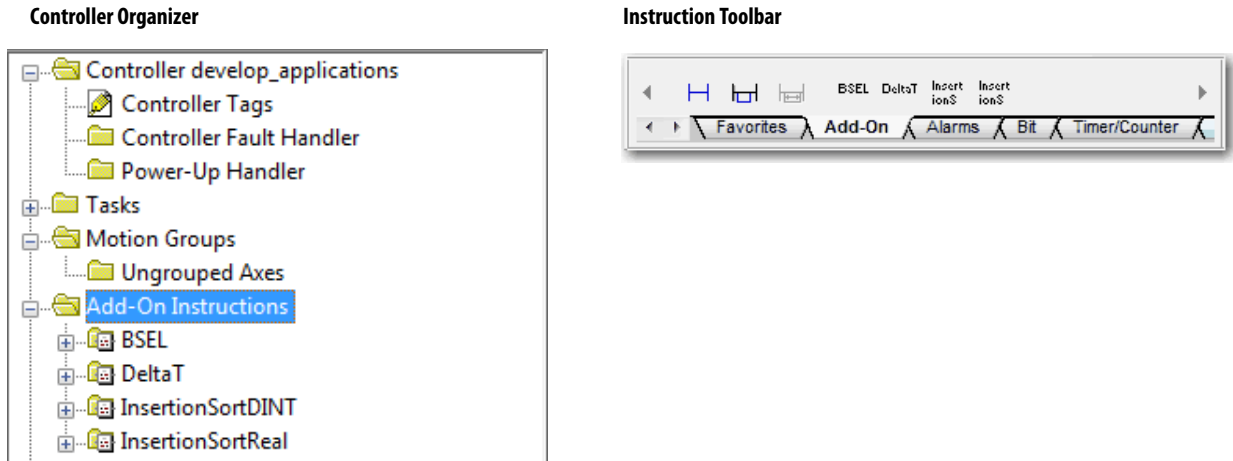 Controller Organizer
Controller develop_applications
Controller Tags
Controller Fault Handler
Power-Up Handler
Tasks
Motion Groups
Ungrouped Axes
Add-On Instructions
BSEL
DeltaT
InsertionSortDINT
InsertionSortReal
Instruction Toolbar
BSEL DeltaT Insert Insert
ionS ionS
Favorites Add-On Alarms Bit Timer/Counter